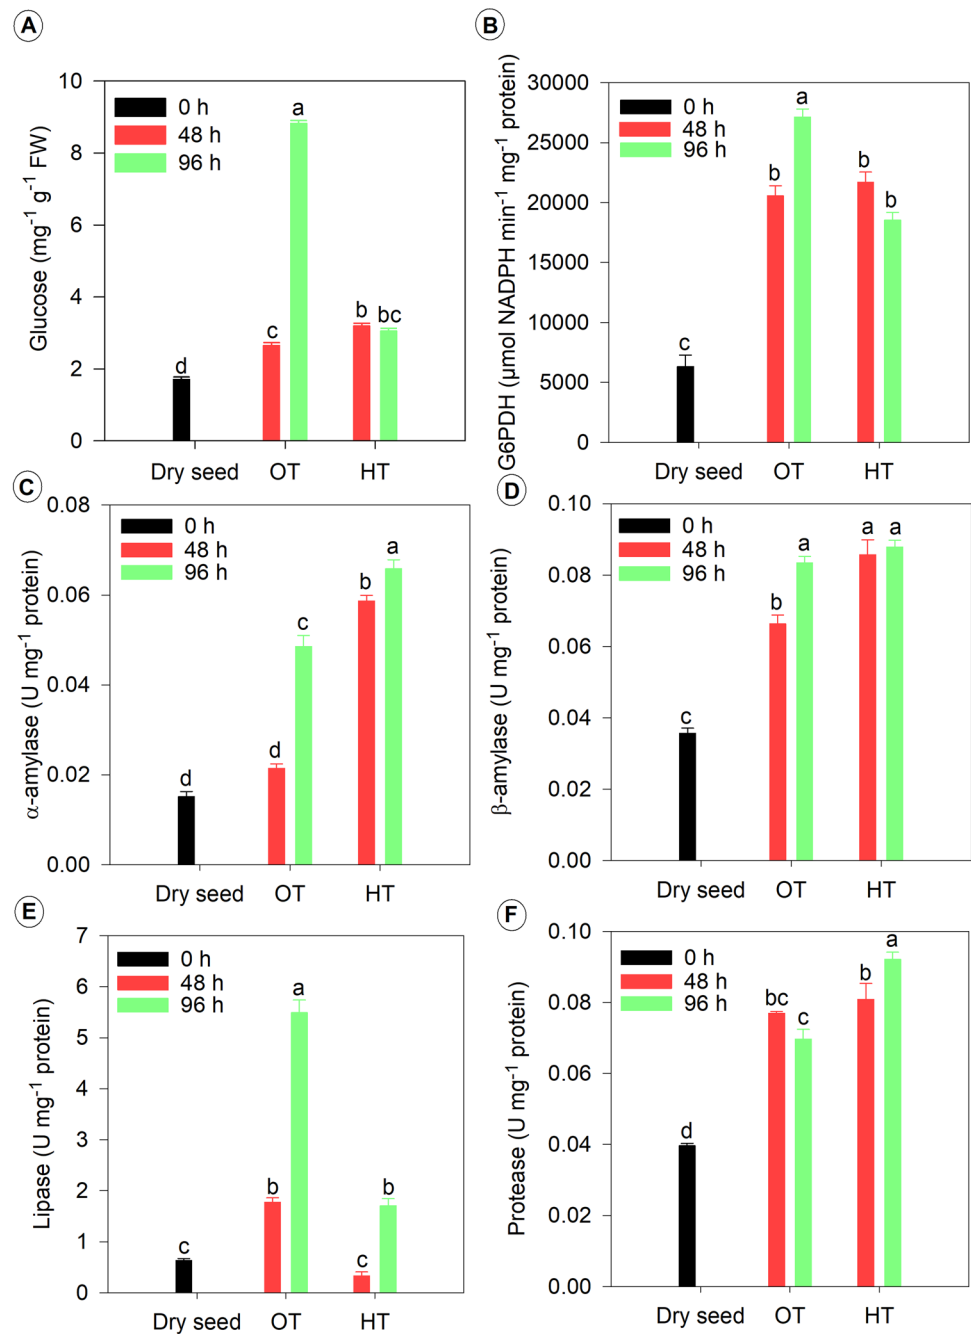 A
Glucose (mg⁻¹ g⁻¹ FW)
10
8
6
4
2
0
0 h
48 h
96 h
d
c
a
b
bc
Dry seed OT HT
B
G6PDH (μmol NADPH min⁻¹ mg⁻¹ protein)
30000
25000
20000
15000
10000
5000
0
0 h
48 h
96 h
c
b
a
b
b
Dry seed OT HT
C
α-amylase (U mg⁻¹ protein)
0.08
0.06
0.04
0.02
0.00
0 h
48 h
96 h
d
d
c
b
a
Dry seed OT HT
D
β-amylase (U mg⁻¹ protein)
0.10
0.08
0.06
0.04
0.02
0.00
0 h
48 h
96 h
c
b
a
a
a
Dry seed OT HT
E
Lipase (U mg⁻¹ protein)
7
6
5
4
3
2
1
0
0 h
48 h
96 h
c
b
a
c
b
Dry seed OT HT
F
Protease (U mg⁻¹ protein)
0.10
0.08
0.06
0.04
0.02
0.00
0 h
48 h
96 h
d
bc
c
b
a
Dry seed OT HT